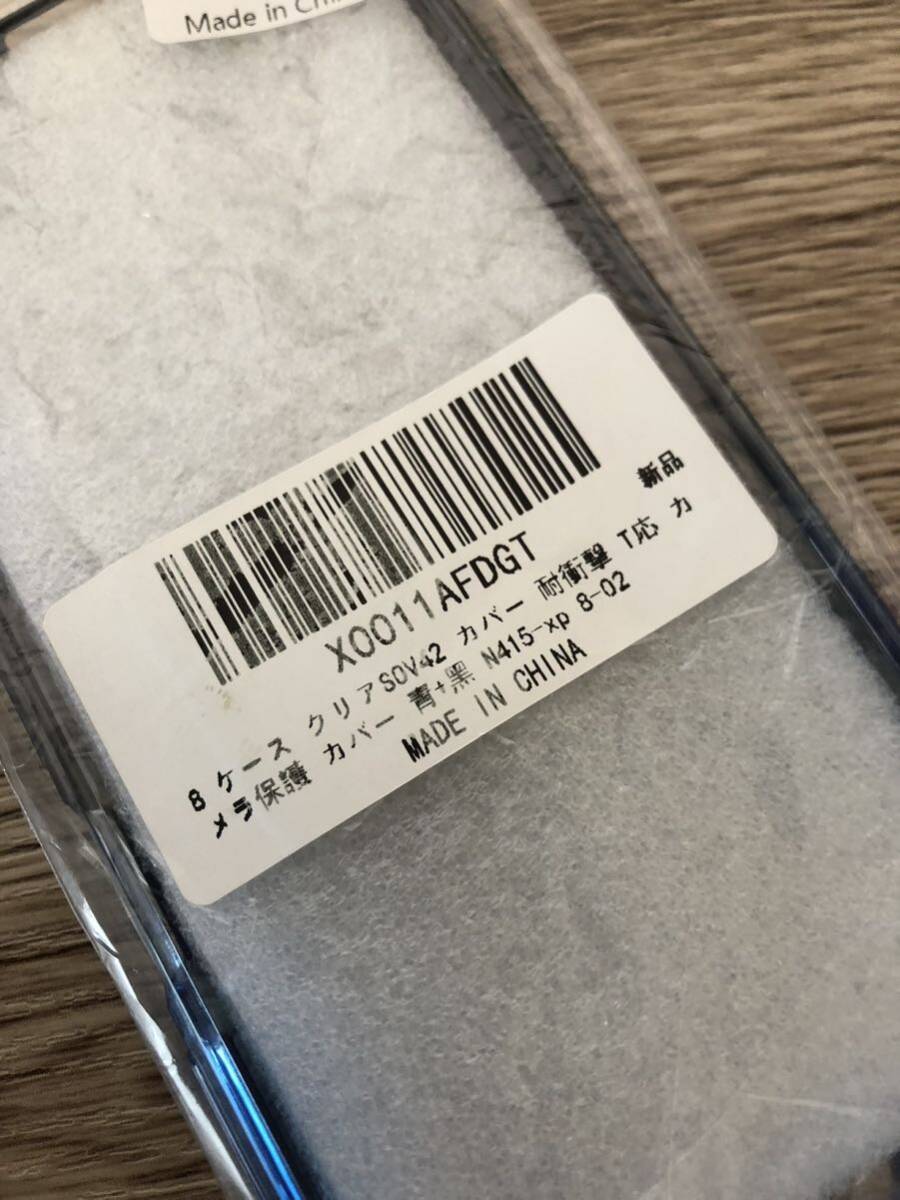 Made in
X0011AFDGT
新品
8 ケース クリアSOV42 カバー 耐衝撃 T応 カ
メラ保護 カバー 青+黑 N415-xp 8-02
MADE IN CHINA